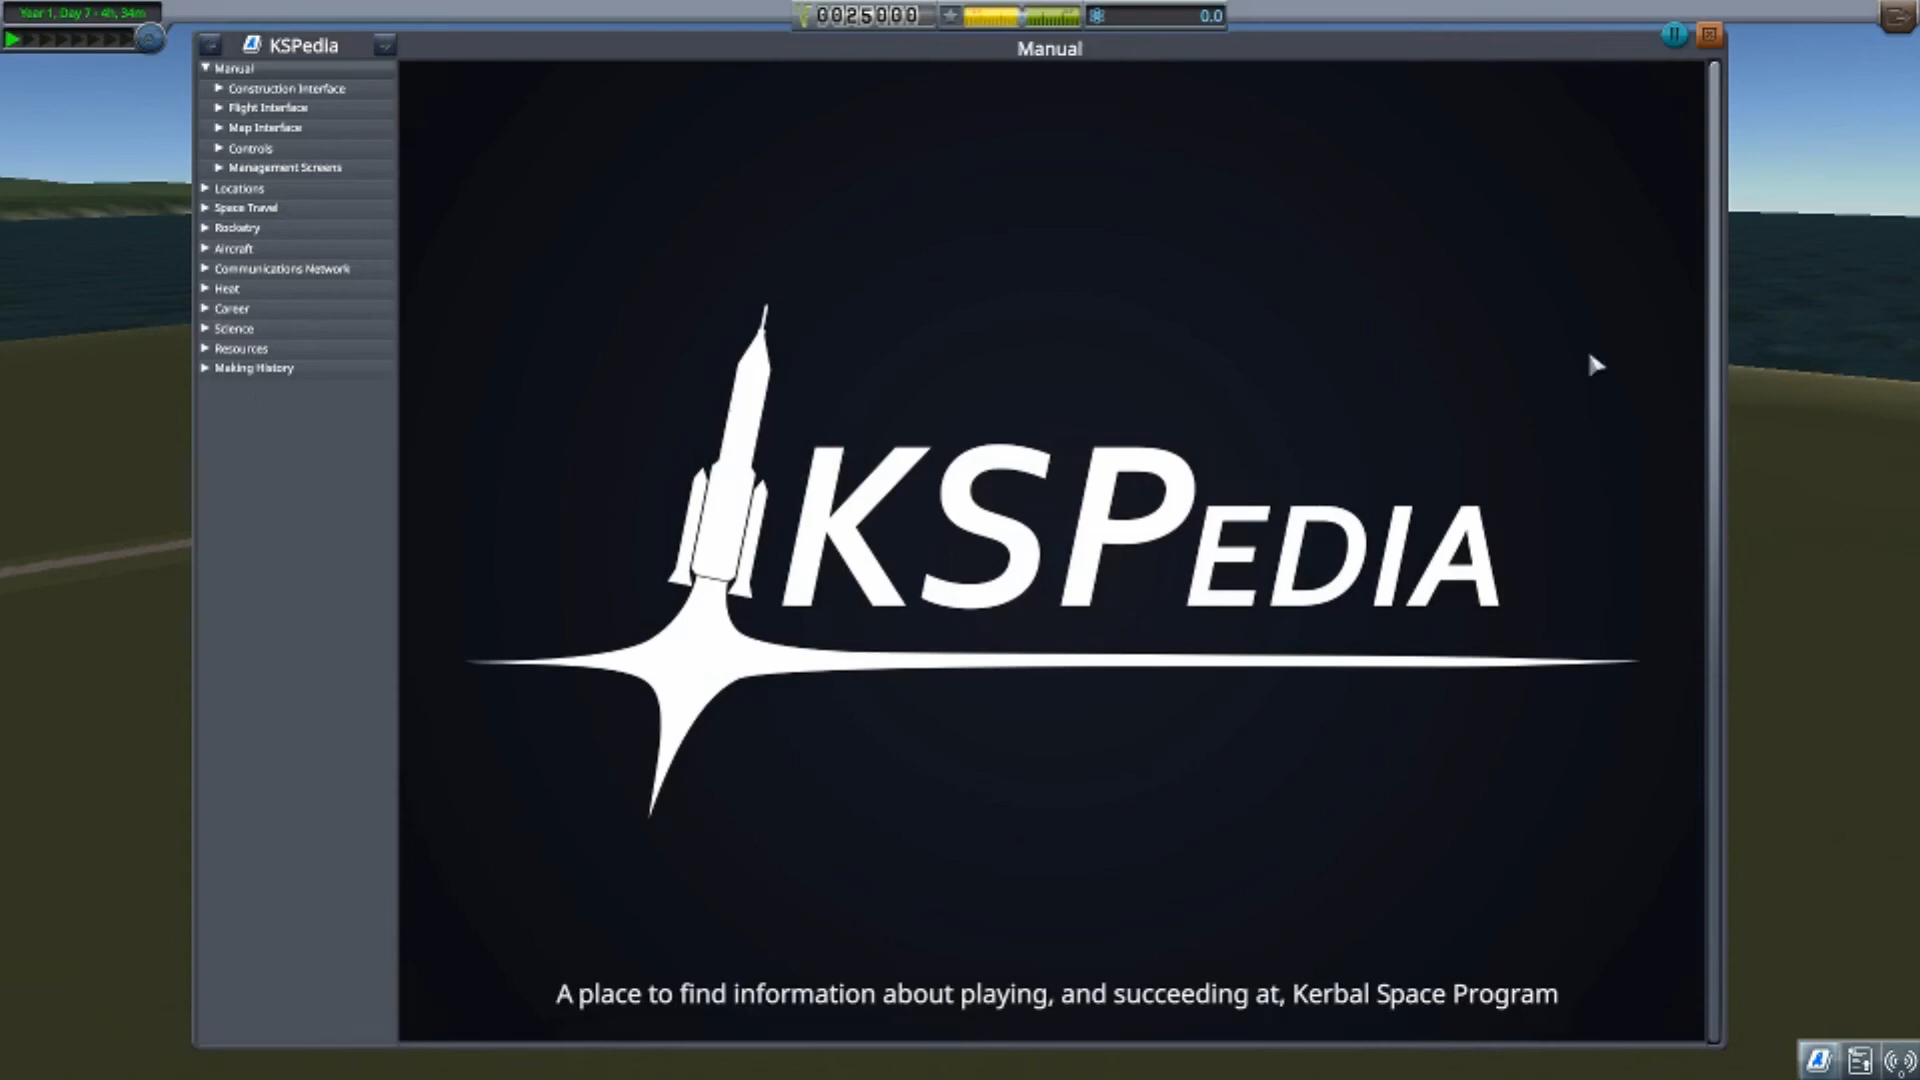 Year 1, Day 7 - 4h, 34m
0025000
0.0
KSPedia
Manual
Manual
Construction Interface
Flight Interface
Map Interface
Controls
Management Screens
Locations
Space Travel
Rocketry
Aircraft
Communications Network
Heat
Career
Science
Resources
Making History
KSPEDIA
A place to find information about playing, and succeeding at, Kerbal Space Program